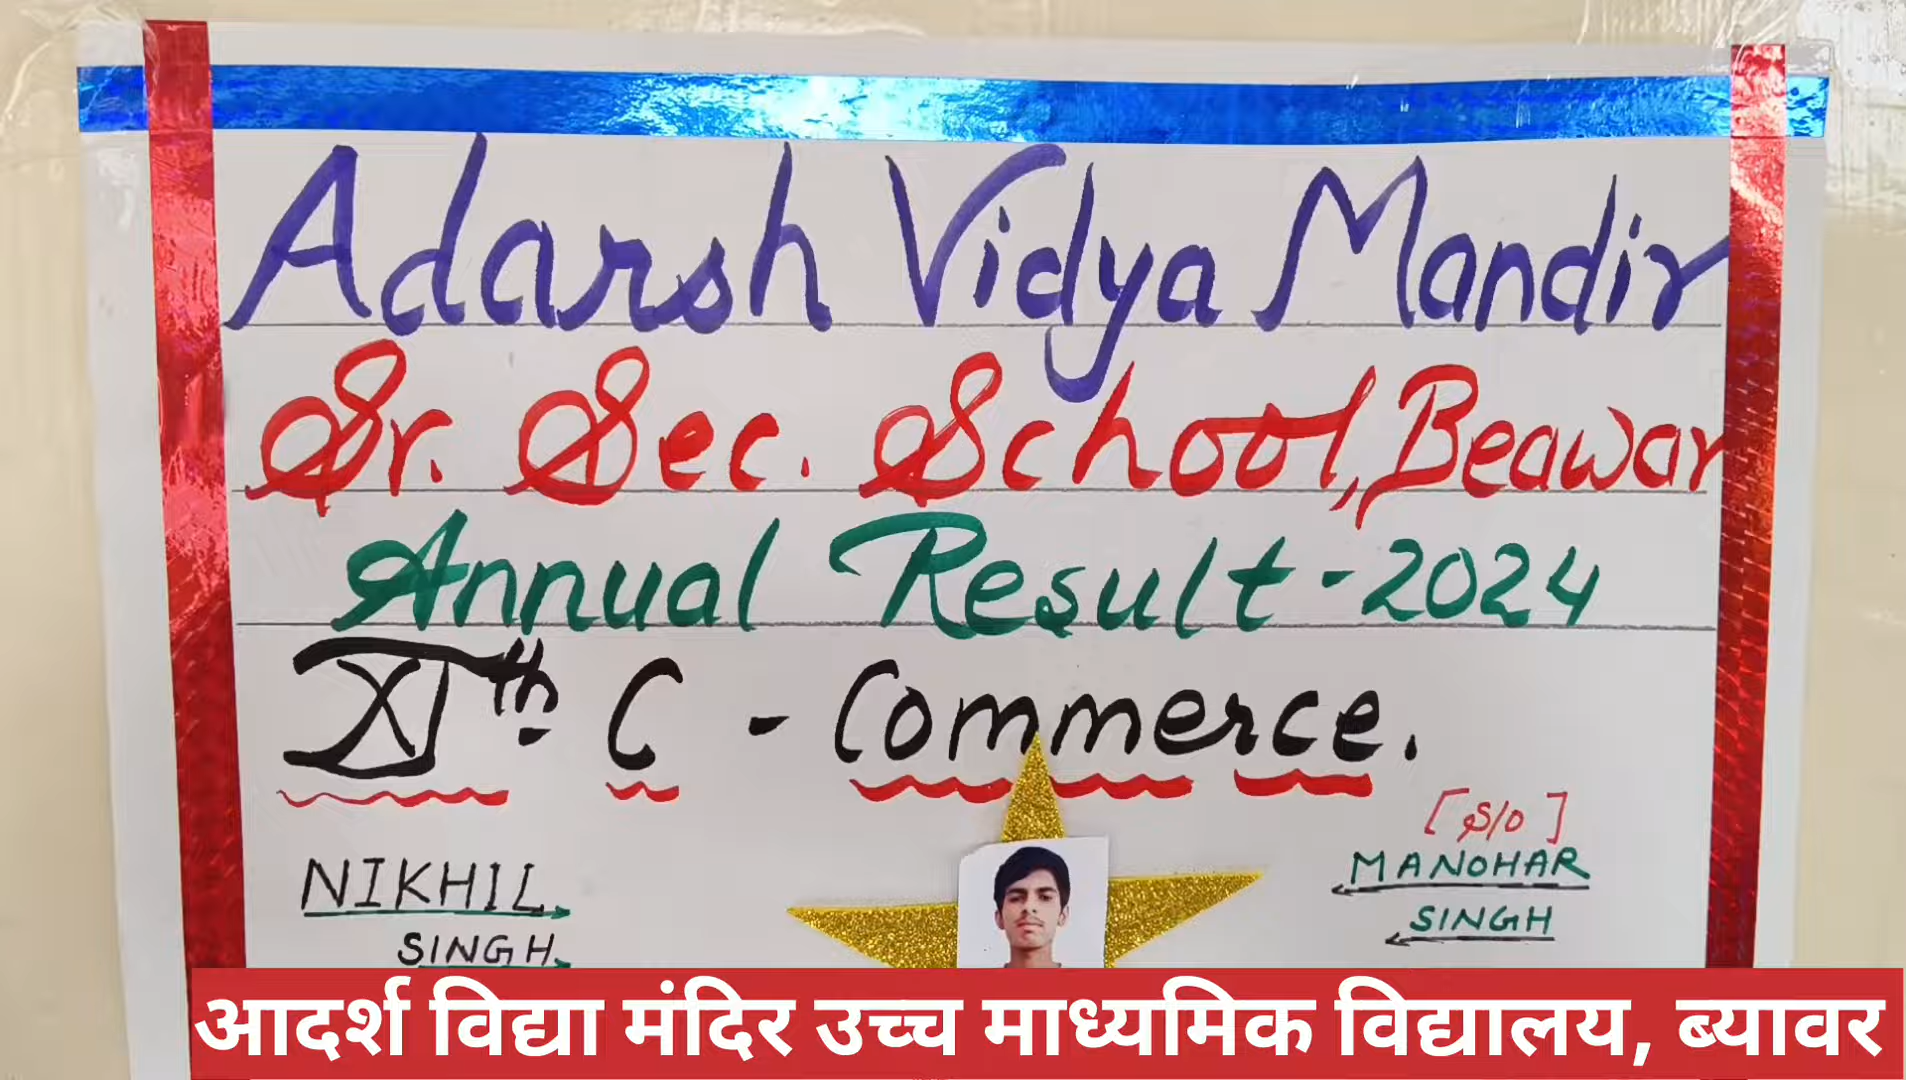 Adarsh Vidya Mandir
Sr. Sec. School, Beawar
Annual Result - 2024
XIth - C - Commerce.
[S/O]
NIKHIL
SINGH
MANOHAR
SINGH
आदर्श विद्या मंदिर उच्च माध्यमिक विद्यालय, ब्यावर